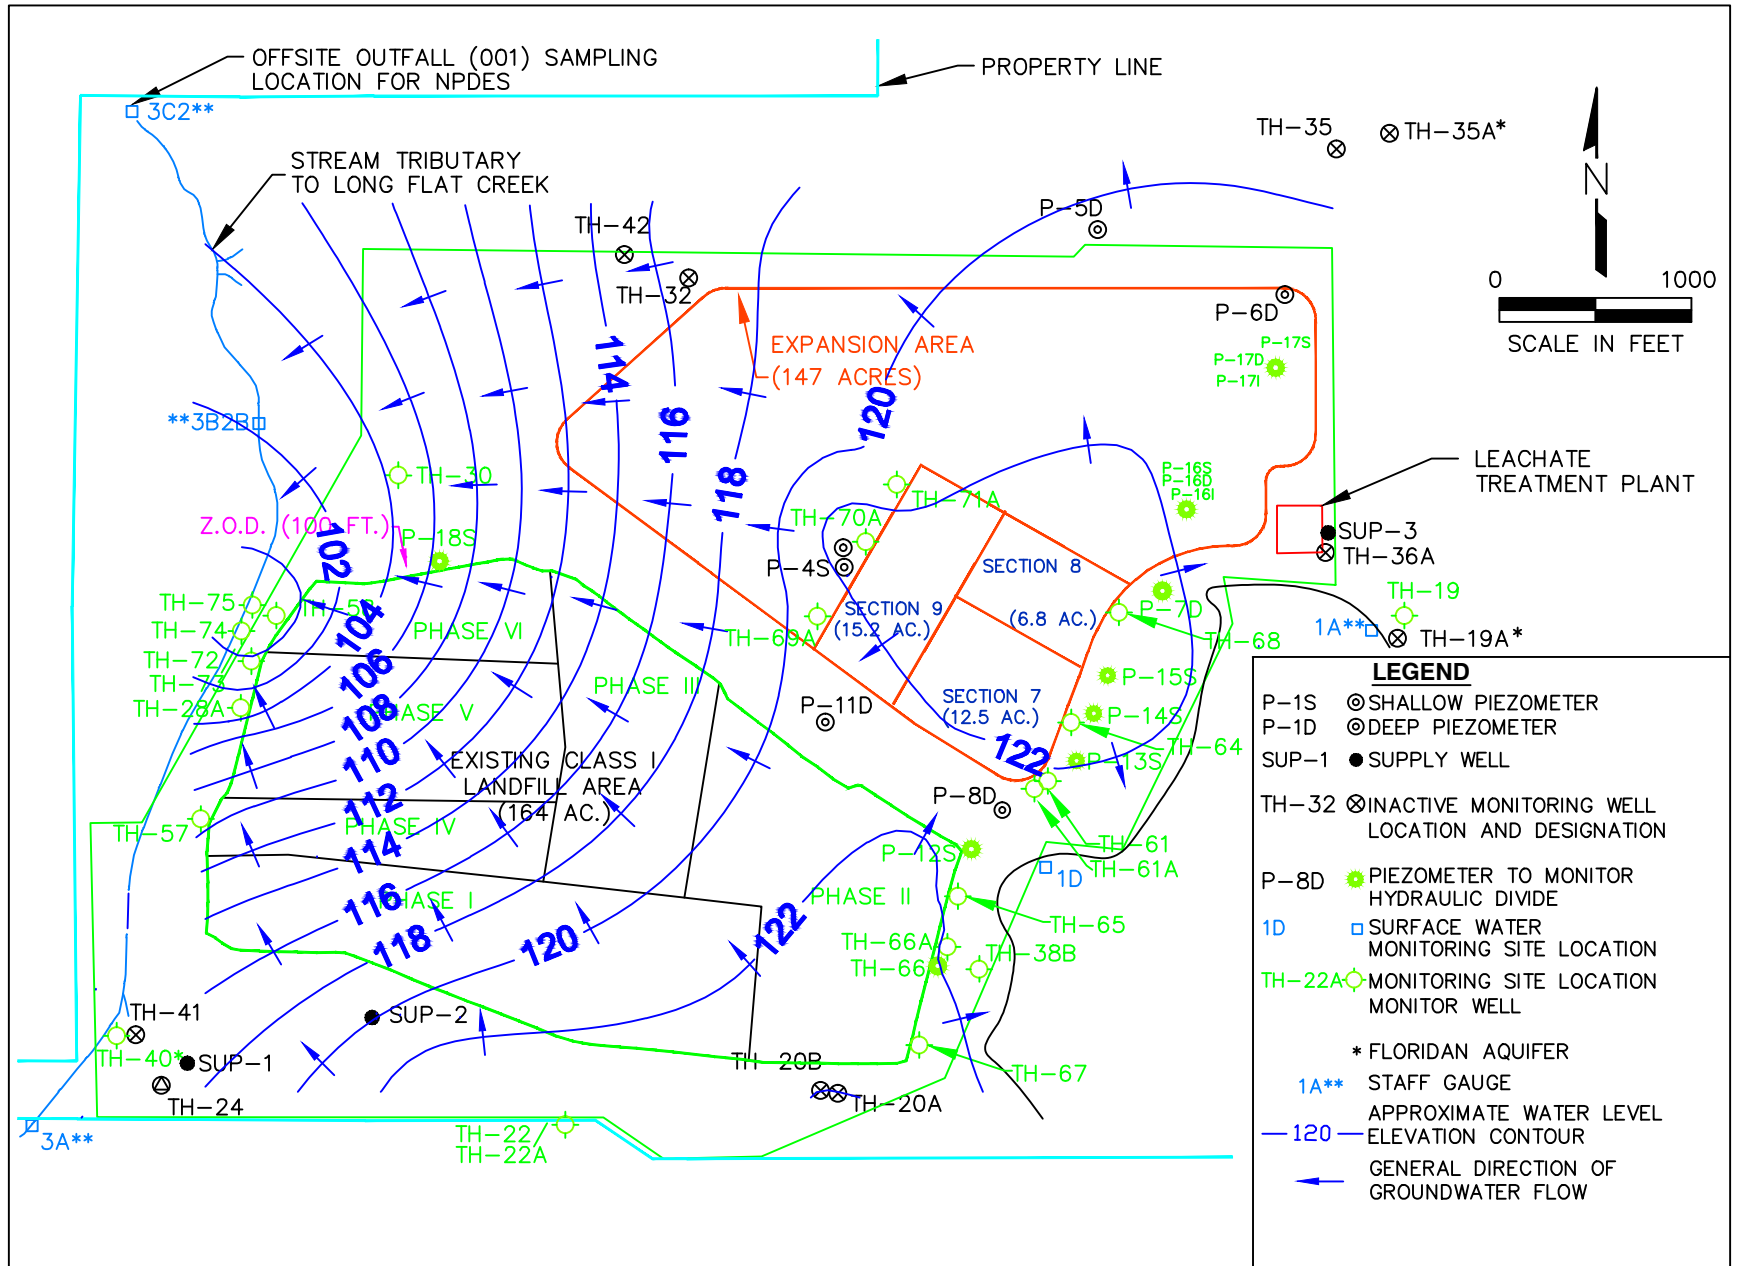 OFFSITE OUTFALL (001) SAMPLING
LOCATION FOR NPDES
PROPERTY LINE
3C2**
TH-35
TH-35A*
STREAM TRIBUTARY
TO LONG FLAT CREEK
N
P-5D
TH-42
TH-32
0 1000
SCALE IN FEET
P-6D
EXPANSION AREA
(147 ACRES)
P-17S
P-17D
P-17I
114
116
118
120
**3B2B
TH-30
LEACHATE
TREATMENT PLANT
P-16S
P-16D
P-16I
TH-71A
TH-70A
Z.O.D. (100 FT.)
P-18S
102
SUP-3
TH-36A
P-4S
SECTION 8
(6.8 AC.)
SECTION 9
(15.2 AC.)
P-7D
TH-68
TH-19
1A**
TH-19A*
TH-75
TH-58
TH-74
TH-72
TH-73
TH-28A
104
106
108
110
112
114
116
118
120
122
122
PHASE VI
PHASE III
PHASE V
TH-69A
P-15S
SECTION 7
(12.5 AC.)
P-14S
P-11D
TH-64
P-13S
EXISTING CLASS I
LANDFILL AREA
(164 AC.)
PHASE IV
TH-57
P-8D
TH-61
TH-61A
P-12S
1D
PHASE I
PHASE II
TH-65
TH-66A
TH-66
TH-38B
TH-41
SUP-2
TH-40*
SUP-1
TH-24
TH-20B
TH-20A
TH-67
3A**
TH-22
TH-22A
LEGEND
P-1S SHALLOW PIEZOMETER
P-1D DEEP PIEZOMETER
SUP-1 SUPPLY WELL
TH-32 INACTIVE MONITORING WELL
LOCATION AND DESIGNATION
P-8D PIEZOMETER TO MONITOR
HYDRAULIC DIVIDE
1D SURFACE WATER
MONITORING SITE LOCATION
TH-22A MONITORING SITE LOCATION
MONITOR WELL
* FLORIDAN AQUIFER
1A** STAFF GAUGE
APPROXIMATE WATER LEVEL
120 ELEVATION CONTOUR
GENERAL DIRECTION OF
GROUNDWATER FLOW